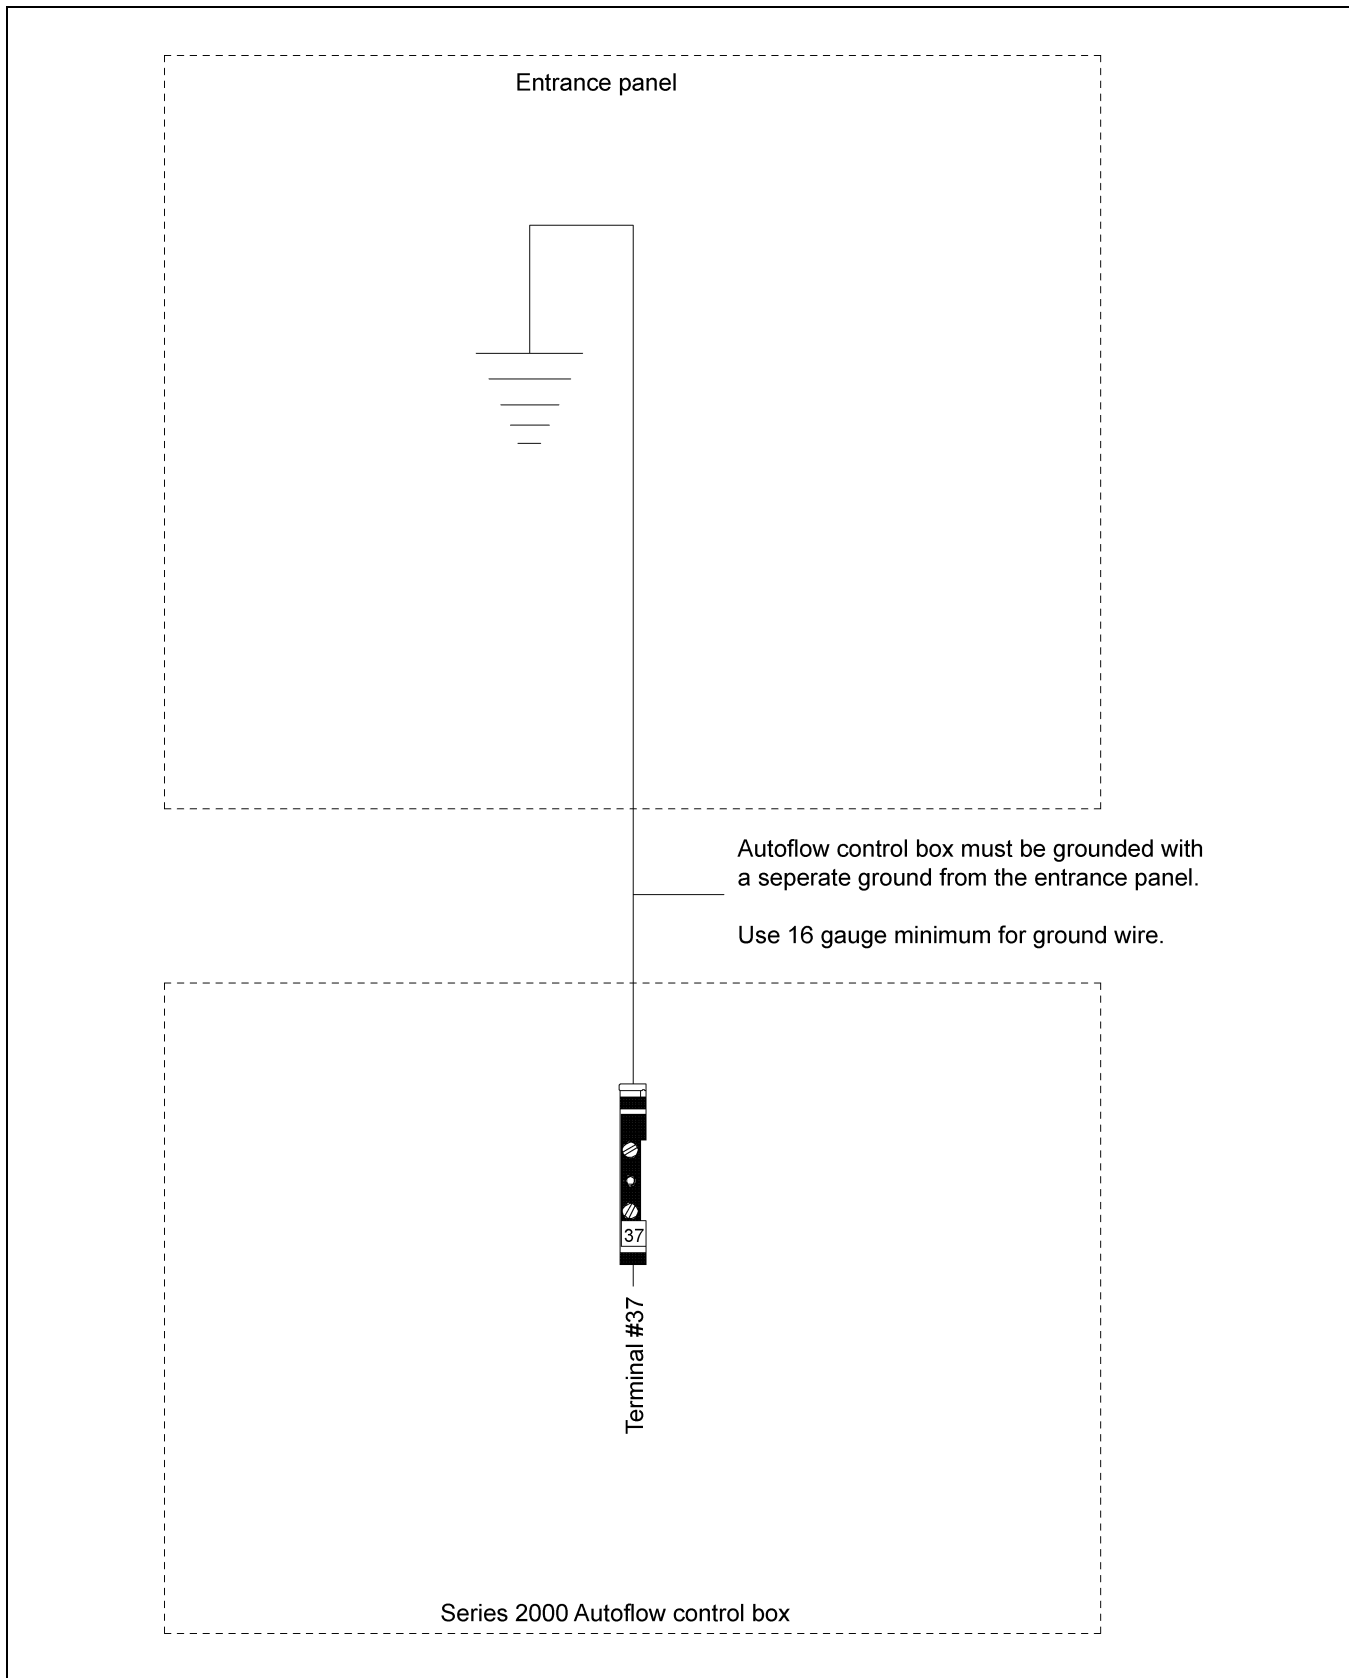 Entrance panel
Autoflow control box must be grounded with
a seperate ground from the entrance panel.
Use 16 gauge minimum for ground wire.
37
Terminal #37
Series 2000 Autoflow control box